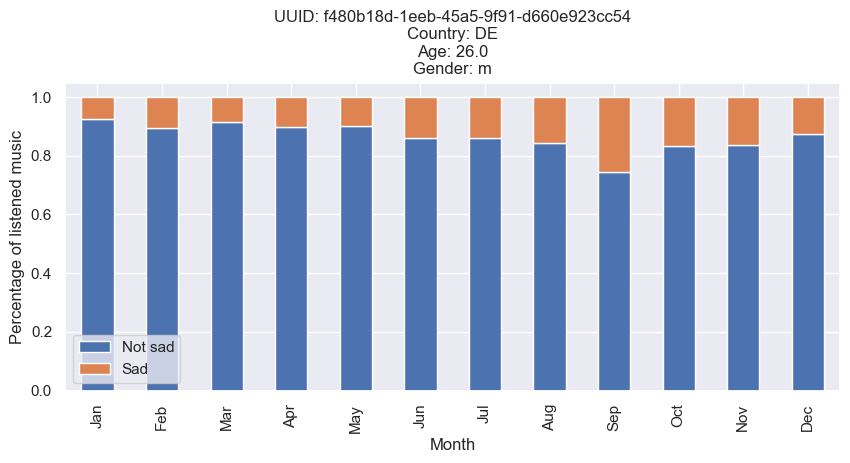 UUID: f480b18d-1eeb-45a5-9f91-d660e923cc54
Country: DE
Age: 26.0
Gender: m
Percentage of listened music
1.0
0.8
0.6
0.4
0.2
0.0
Not sad
Sad
Jan
Feb
Mar
Apr
May
Jun
Jul
Aug
Sep
Oct
Nov
Dec
Month